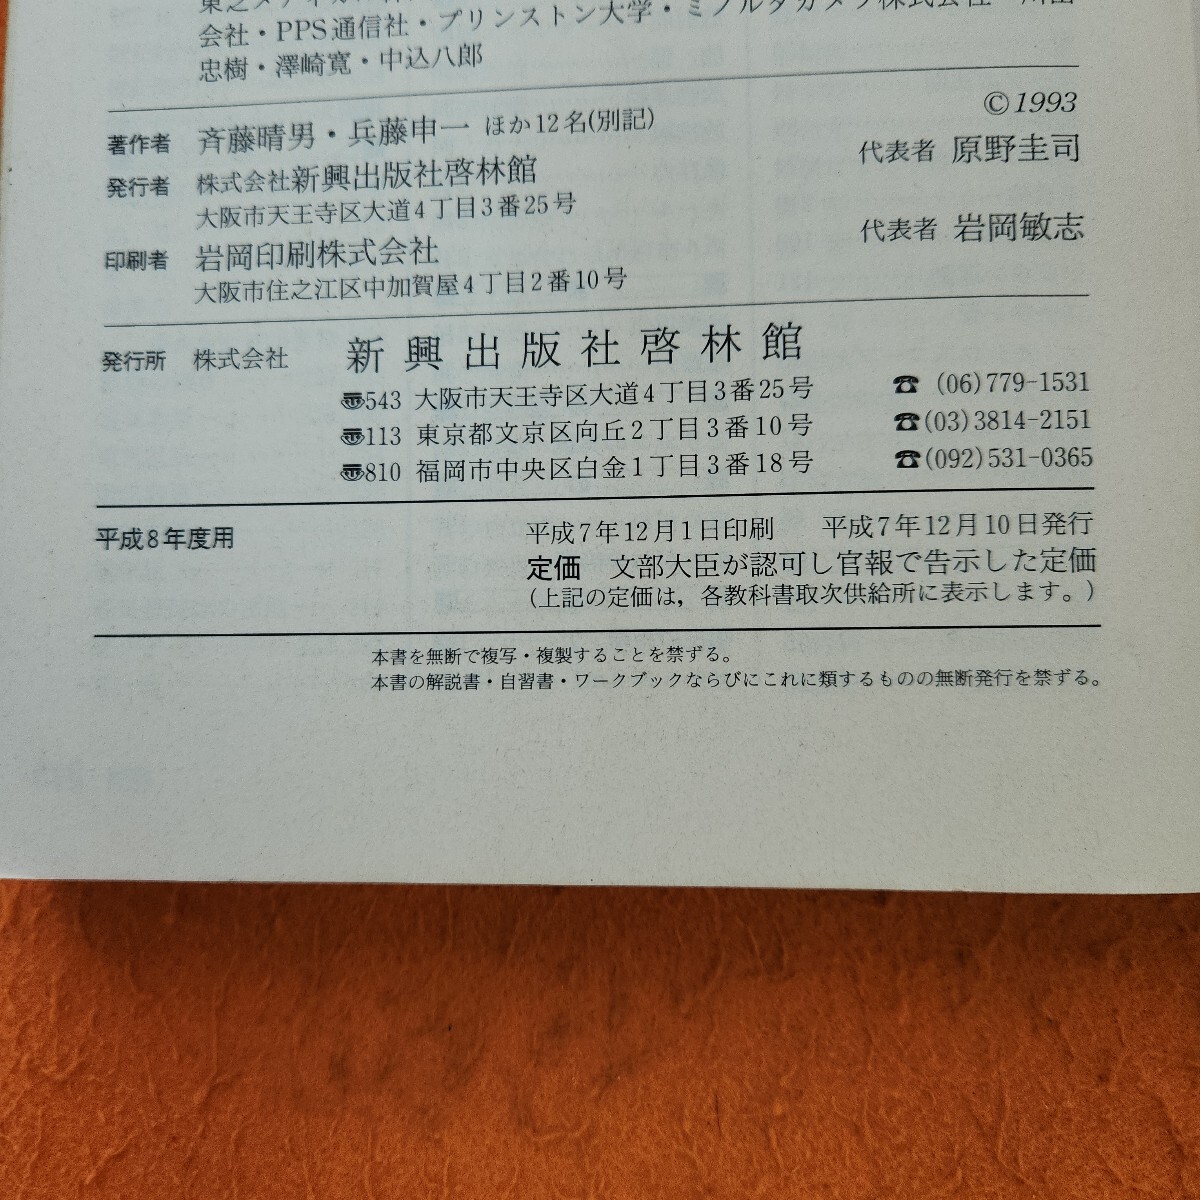 会社・PPS通信社・プリンストン大学・ミノルタカメラ株式会社
忠樹・澤崎寛・中込八郎
©1993
著作者 斉藤晴男・兵藤申一 ほか12名(別記)
発行者 株式会社新興出版社啓林館 代表者 原野圭司
大阪市天王寺区大道4丁目3番25号
印刷者 岩岡印刷株式会社 代表者 岩岡敏志
大阪市住之江区中加賀屋4丁目2番10号
発行所 株式会社 新興出版社啓林館
〠543 大阪市天王寺区大道4丁目3番25号 ☎(06)779-1531
〠113 東京都文京区向丘2丁目3番10号 ☎(03)3814-2151
〠810 福岡市中央区白金1丁目3番18号 ☎(092)531-0365
平成8年度用 平成7年12月1日印刷 平成7年12月10日発行
定価 文部大臣が認可し官報で告示した定価
(上記の定価は,各教科書取次供給所に表示します。)
本書を無断で複写・複製することを禁ずる。
本書の解説書・自習書・ワークブックならびにこれに類するものの無断発行を禁ずる。